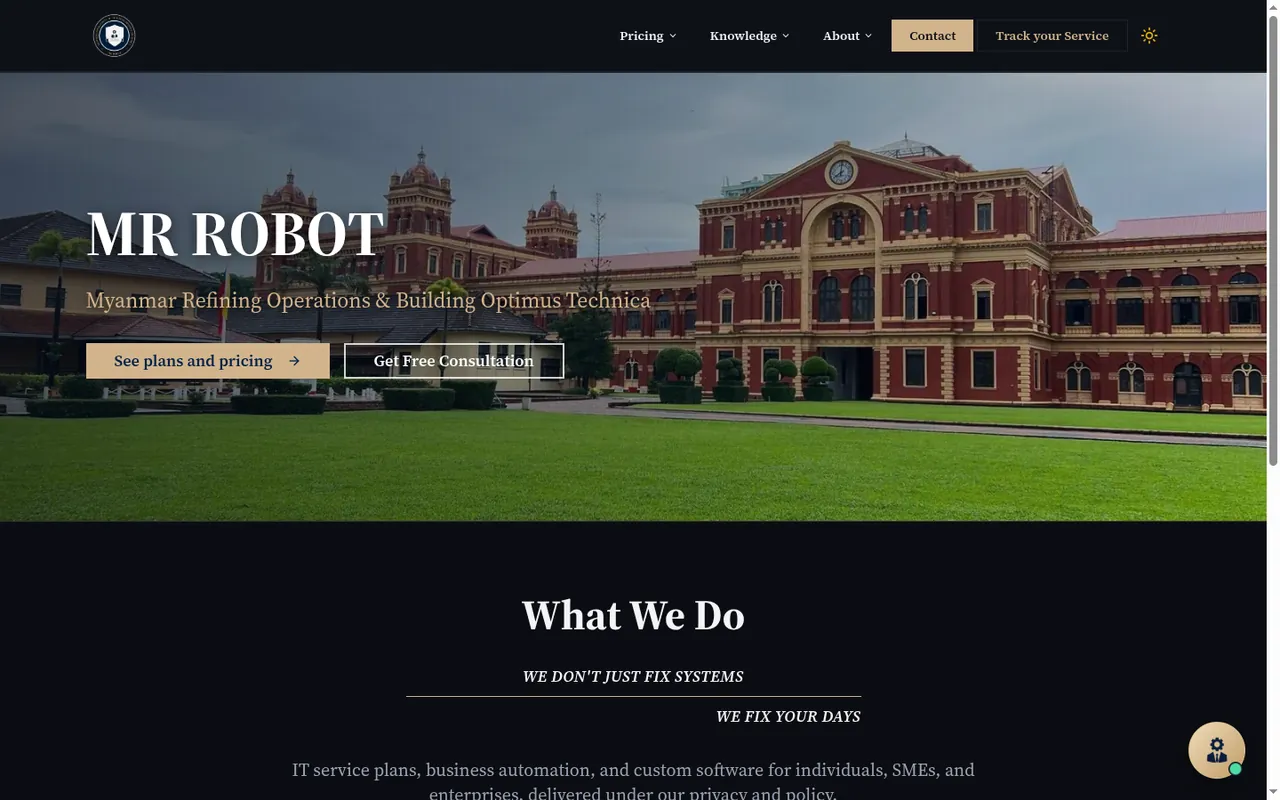 Pricing
Knowledge
About
Contact
Track your Service
MR ROBOT
Myanmar Refining Operations & Building Optimus Technica
See plans and pricing →
Get Free Consultation
What We Do
WE DON'T JUST FIX SYSTEMS
WE FIX YOUR DAYS
IT service plans, business automation, and custom software for individuals, SMEs, and
enterprises, delivered under our privacy and policy.